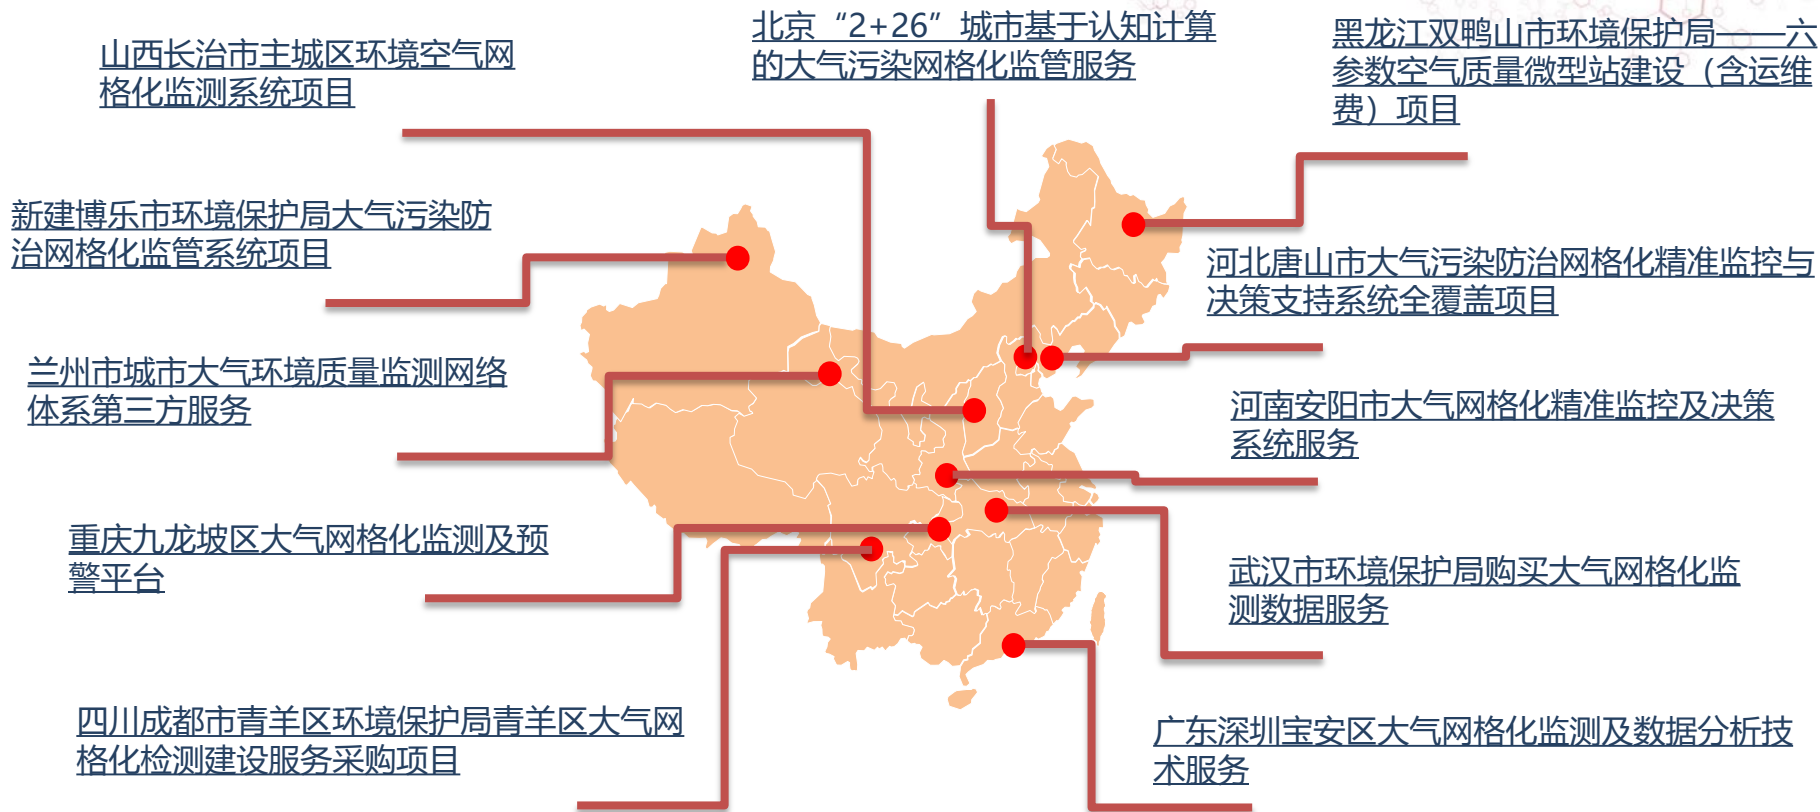 山西长治市主城区环境空气网
格化监测系统项目
北京“2+26”城市基于认知计算
的大气污染网格化监管服务
黑龙江双鸭山市环境保护局——六
参数空气质量微型站建设（含运维
费）项目
新建博乐市环境保护局大气污染防
治网格化监管系统项目
河北唐山市大气污染防治网格化精准监控与
决策支持系统全覆盖项目
兰州市城市大气环境质量监测网络
体系第三方服务
河南安阳市大气网格化精准监控及决策
系统服务
重庆九龙坡区大气网格化监测及预
警平台
武汉市环境保护局购买大气网格化监
测数据服务
四川成都市青羊区环境保护局青羊区大气网
格化检测建设服务采购项目
广东深圳宝安区大气网格化监测及数据分析技
术服务